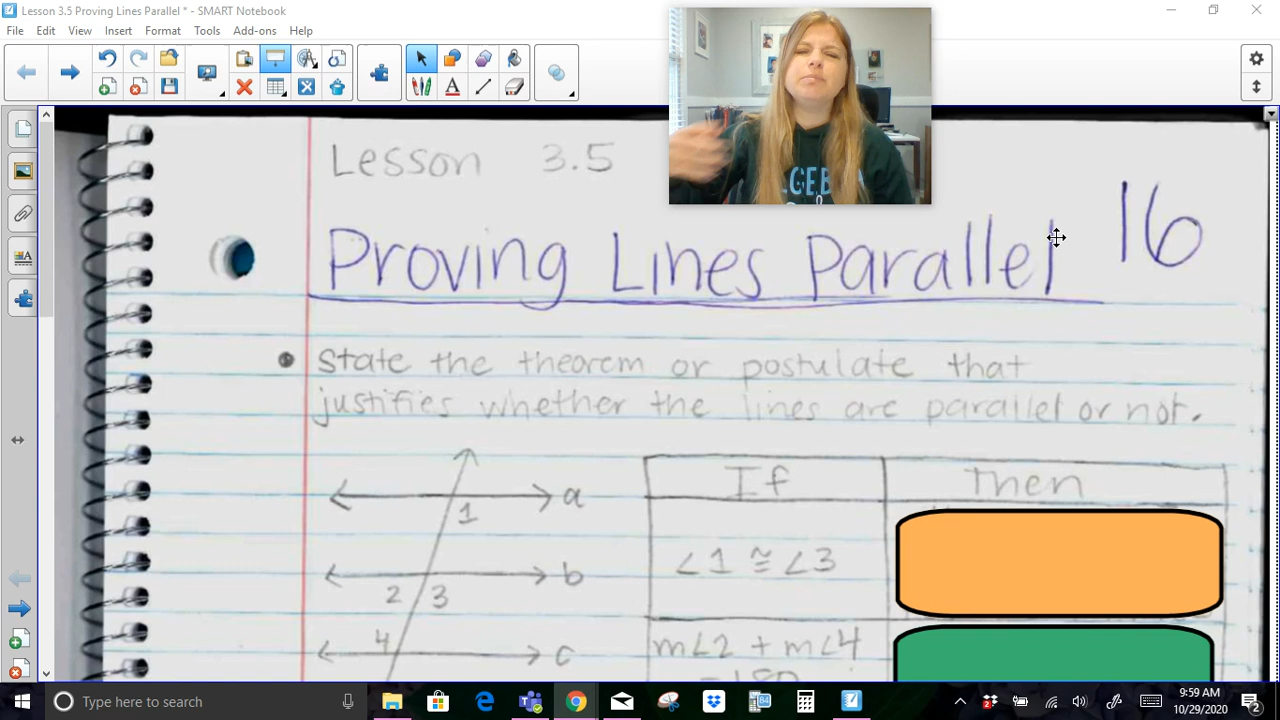 Lesson 3.5 Proving Lines Parallel * - SMART Notebook
File Edit View Insert Format Tools Add-ons Help
Lesson 3.5
Proving Lines Parallel 16
State the theorem or postulate that
justifies whether the lines are parallel or not.
If Then
a
1
∠1 ≅ ∠3
b
2 3
4
c
m∠2 + m∠4
Type here to search
9:59 AM
10/29/2020
2